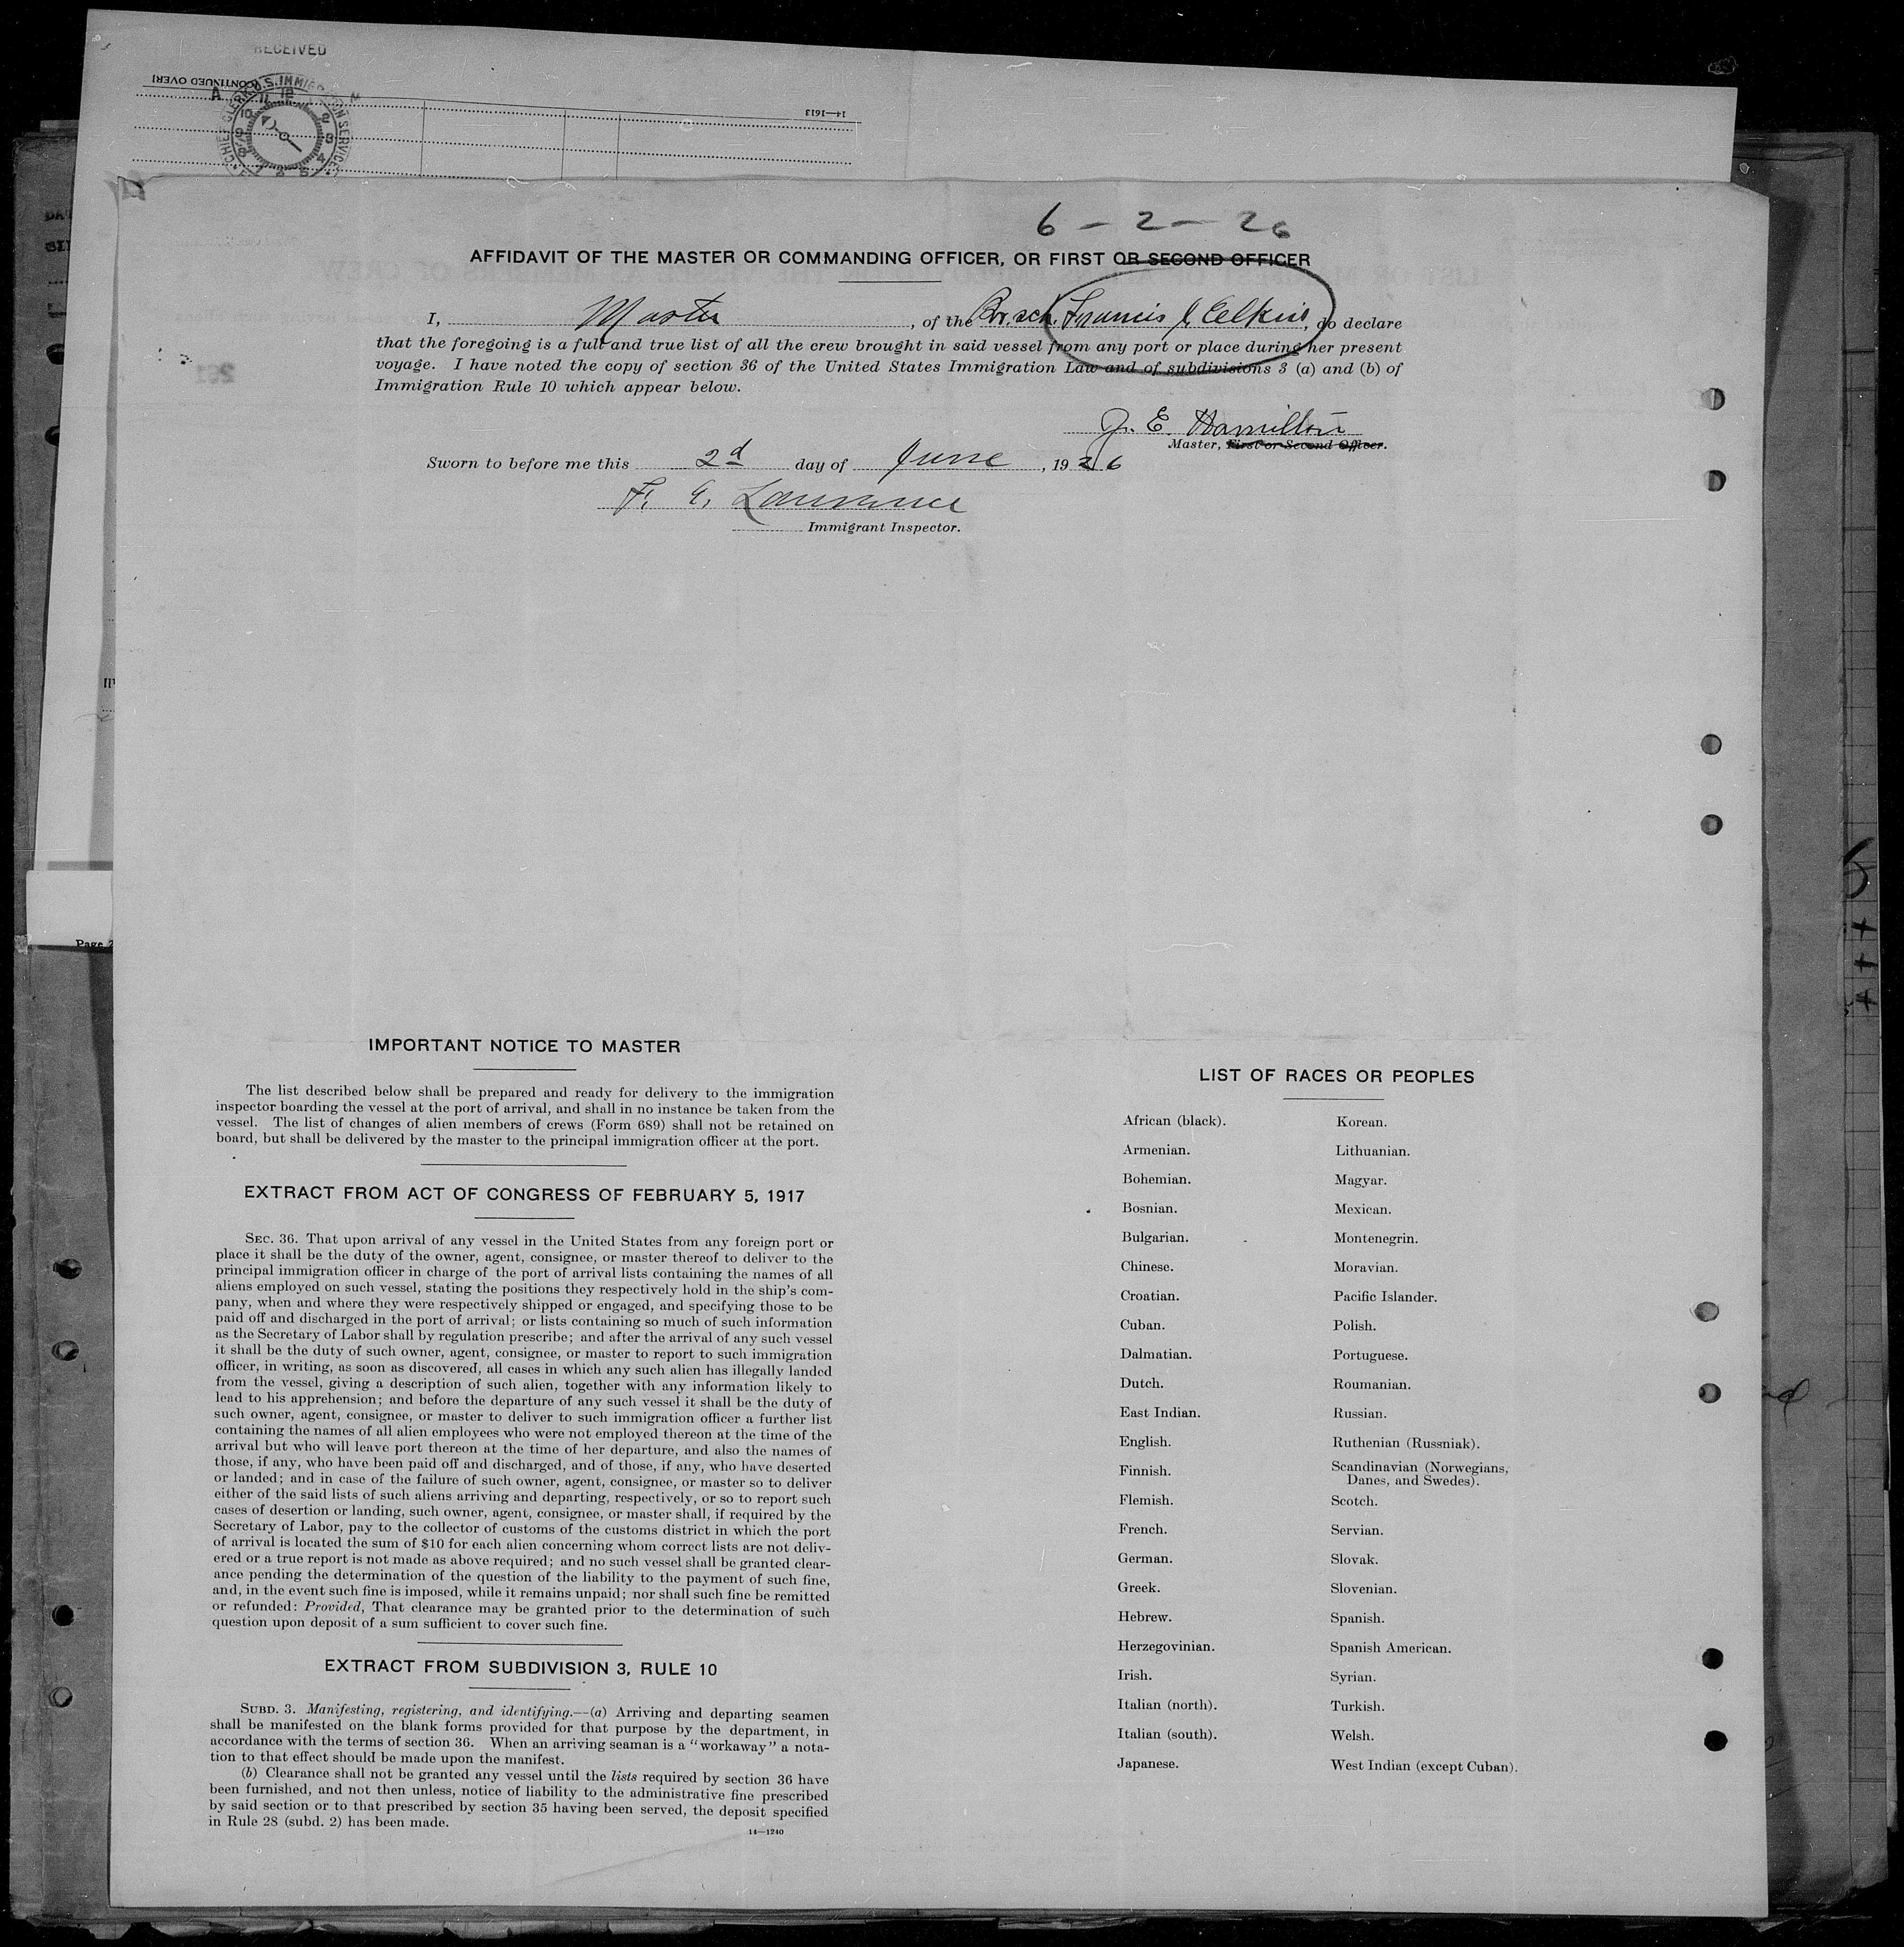 RECEIVED
(CONTINUED OVER)
14—1613
CHIEF CLERK U.S. IMMIGRATION SERVICE
6 - 2 - 26
AFFIDAVIT OF THE MASTER OR COMMANDING OFFICER, OR FIRST OR SECOND OFFICER
I, Master, of the Br. sch. Francis J. Elkin, do declare
that the foregoing is a full and true list of all the crew brought in said vessel from any port or place during her present
voyage. I have noted the copy of section 36 of the United States Immigration Law and of subdivisions 3 (a) and (b) of
Immigration Rule 10 which appear below.
J. E. Hamilton
Master, First or Second Officer.
Sworn to before me this 2d day of June, 1926
F. A. Lawrence
Immigrant Inspector.
Page 2
IMPORTANT NOTICE TO MASTER
The list described below shall be prepared and ready for delivery to the immigration
inspector boarding the vessel at the port of arrival, and shall in no instance be taken from the
vessel. The list of changes of alien members of crews (Form 689) shall not be retained on
board, but shall be delivered by the master to the principal immigration officer at the port.
EXTRACT FROM ACT OF CONGRESS OF FEBRUARY 5, 1917
SEC. 36. That upon arrival of any vessel in the United States from any foreign port or
place it shall be the duty of the owner, agent, consignee, or master thereof to deliver to the
principal immigration officer in charge of the port of arrival lists containing the names of all
aliens employed on such vessel, stating the positions they respectively hold in the ship's com-
pany, when and where they were respectively shipped or engaged, and specifying those to be
paid off and discharged in the port of arrival; or lists containing so much of such information
as the Secretary of Labor shall by regulation prescribe; and after the arrival of any such vessel
it shall be the duty of such owner, agent, consignee, or master to report to such immigration
officer, in writing, as soon as discovered, all cases in which any such alien has illegally landed
from the vessel, giving a description of such alien, together with any information likely to
lead to his apprehension; and before the departure of any such vessel it shall be the duty of
such owner, agent, consignee, or master to deliver to such immigration officer a further list
containing the names of all alien employees who were not employed thereon at the time of the
arrival but who will leave port thereon at the time of her departure, and also the names of
those, if any, who have been paid off and discharged, and of those, if any, who have deserted
or landed; and in case of the failure of such owner, agent, consignee, or master so to deliver
either of the said lists of such aliens arriving and departing, respectively, or so to report such
cases of desertion or landing, such owner, agent, consignee, or master shall, if required by the
Secretary of Labor, pay to the collector of customs of the customs district in which the port
of arrival is located the sum of $10 for each alien concerning whom correct lists are not deliv-
ered or a true report is not made as above required; and no such vessel shall be granted clear-
ance pending the determination of the question of the liability to the payment of such fine,
and, in the event such fine is imposed, while it remains unpaid; nor shall such fine be remitted
or refunded: Provided, That clearance may be granted prior to the determination of such
question upon deposit of a sum sufficient to cover such fine.
EXTRACT FROM SUBDIVISION 3, RULE 10
SUBD. 3. Manifesting, registering, and identifying.—(a) Arriving and departing seamen
shall be manifested on the blank forms provided for that purpose by the department, in
accordance with the terms of section 36. When an arriving seaman is a "workaway" a nota-
tion to that effect should be made upon the manifest.
(b) Clearance shall not be granted any vessel until the lists required by section 36 have
been furnished, and not then unless, notice of liability to the administrative fine prescribed
by said section or to that prescribed by section 35 having been served, the deposit specified
in Rule 28 (subd. 2) has been made.
14—1240
LIST OF RACES OR PEOPLES
African (black).
Armenian.
Bohemian.
Bosnian.
Bulgarian.
Chinese.
Croatian.
Cuban.
Dalmatian.
Dutch.
East Indian.
English.
Finnish.
Flemish.
French.
German.
Greek.
Hebrew.
Herzegovinian.
Irish.
Italian (north).
Italian (south).
Japanese.
Korean.
Lithuanian.
Magyar.
Mexican.
Montenegrin.
Moravian.
Pacific Islander.
Polish.
Portuguese.
Roumanian.
Russian.
Ruthenian (Russniak).
Scandinavian (Norwegians,
Danes, and Swedes).
Scotch.
Servian.
Slovak.
Slovenian.
Spanish.
Spanish American.
Syrian.
Turkish.
Welsh.
West Indian (except Cuban).